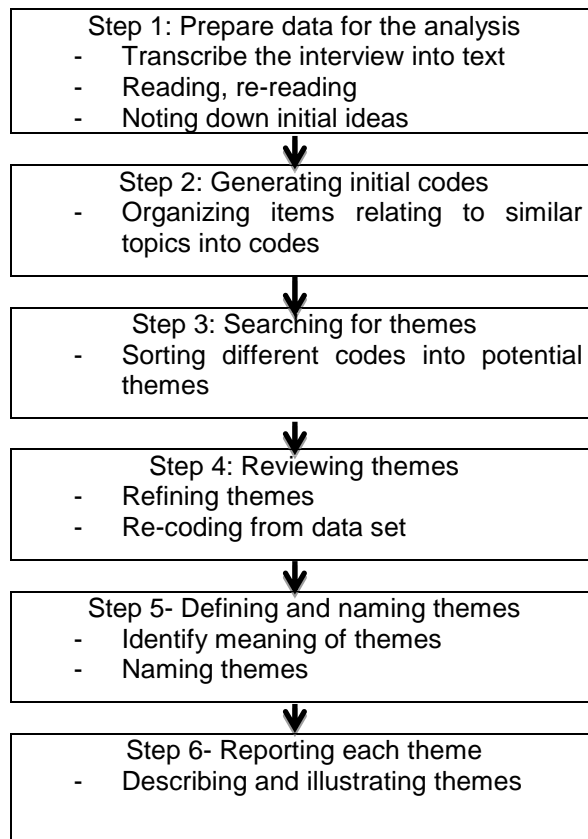 Step 1: Prepare data for the analysis
- Transcribe the interview into text
- Reading, re-reading
- Noting down initial ideas
Step 2: Generating initial codes
- Organizing items relating to similar
topics into codes
Step 3: Searching for themes
- Sorting different codes into potential
themes
Step 4: Reviewing themes
- Refining themes
- Re-coding from data set
Step 5- Defining and naming themes
- Identify meaning of themes
- Naming themes
Step 6- Reporting each theme
- Describing and illustrating themes